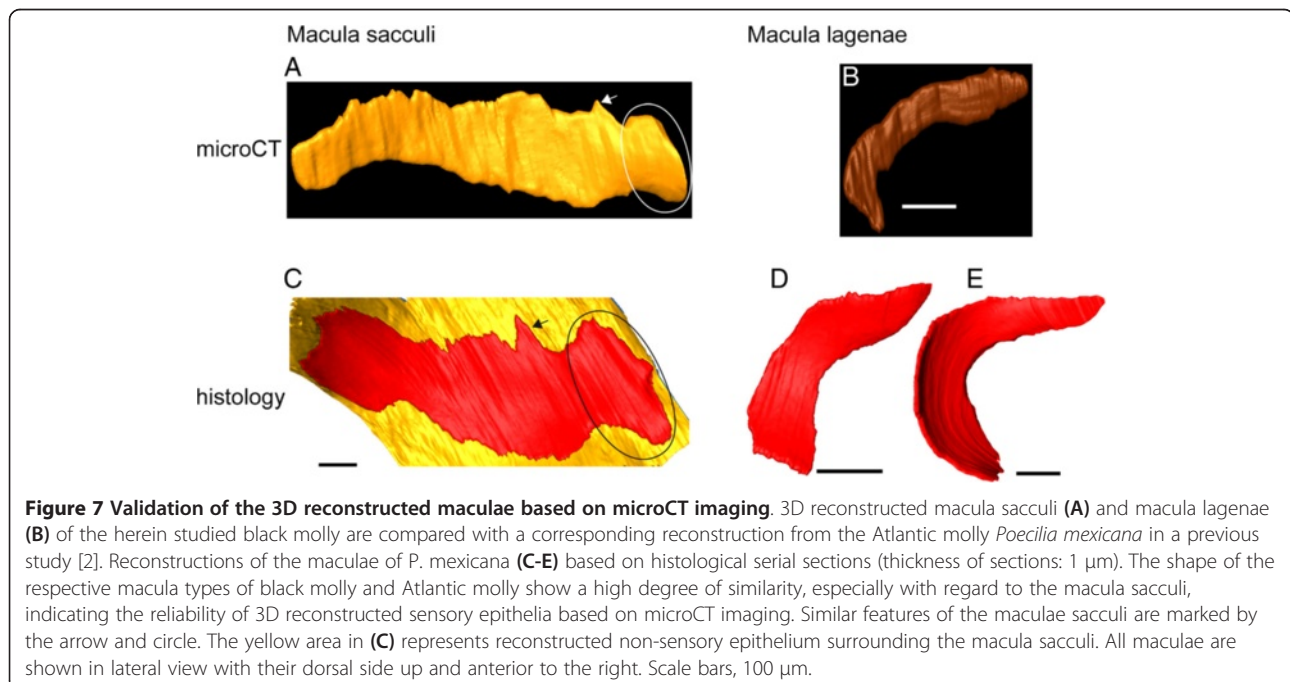 Macula sacculi
Macula lagenae
A
B
microCT
C
D
E
histology
Figure 7 Validation of the 3D reconstructed maculae based on microCT imaging. 3D reconstructed macula sacculi (A) and macula lagenae
(B) of the herein studied black molly are compared with a corresponding reconstruction from the Atlantic molly Poecilia mexicana in a previous
study [2]. Reconstructions of the maculae of P. mexicana (C-E) based on histological serial sections (thickness of sections: 1 μm). The shape of the
respective macula types of black molly and Atlantic molly show a high degree of similarity, especially with regard to the macula sacculi,
indicating the reliability of 3D reconstructed sensory epithelia based on microCT imaging. Similar features of the maculae sacculi are marked by
the arrow and circle. The yellow area in (C) represents reconstructed non-sensory epithelium surrounding the macula sacculi. All maculae are
shown in lateral view with their dorsal side up and anterior to the right. Scale bars, 100 μm.